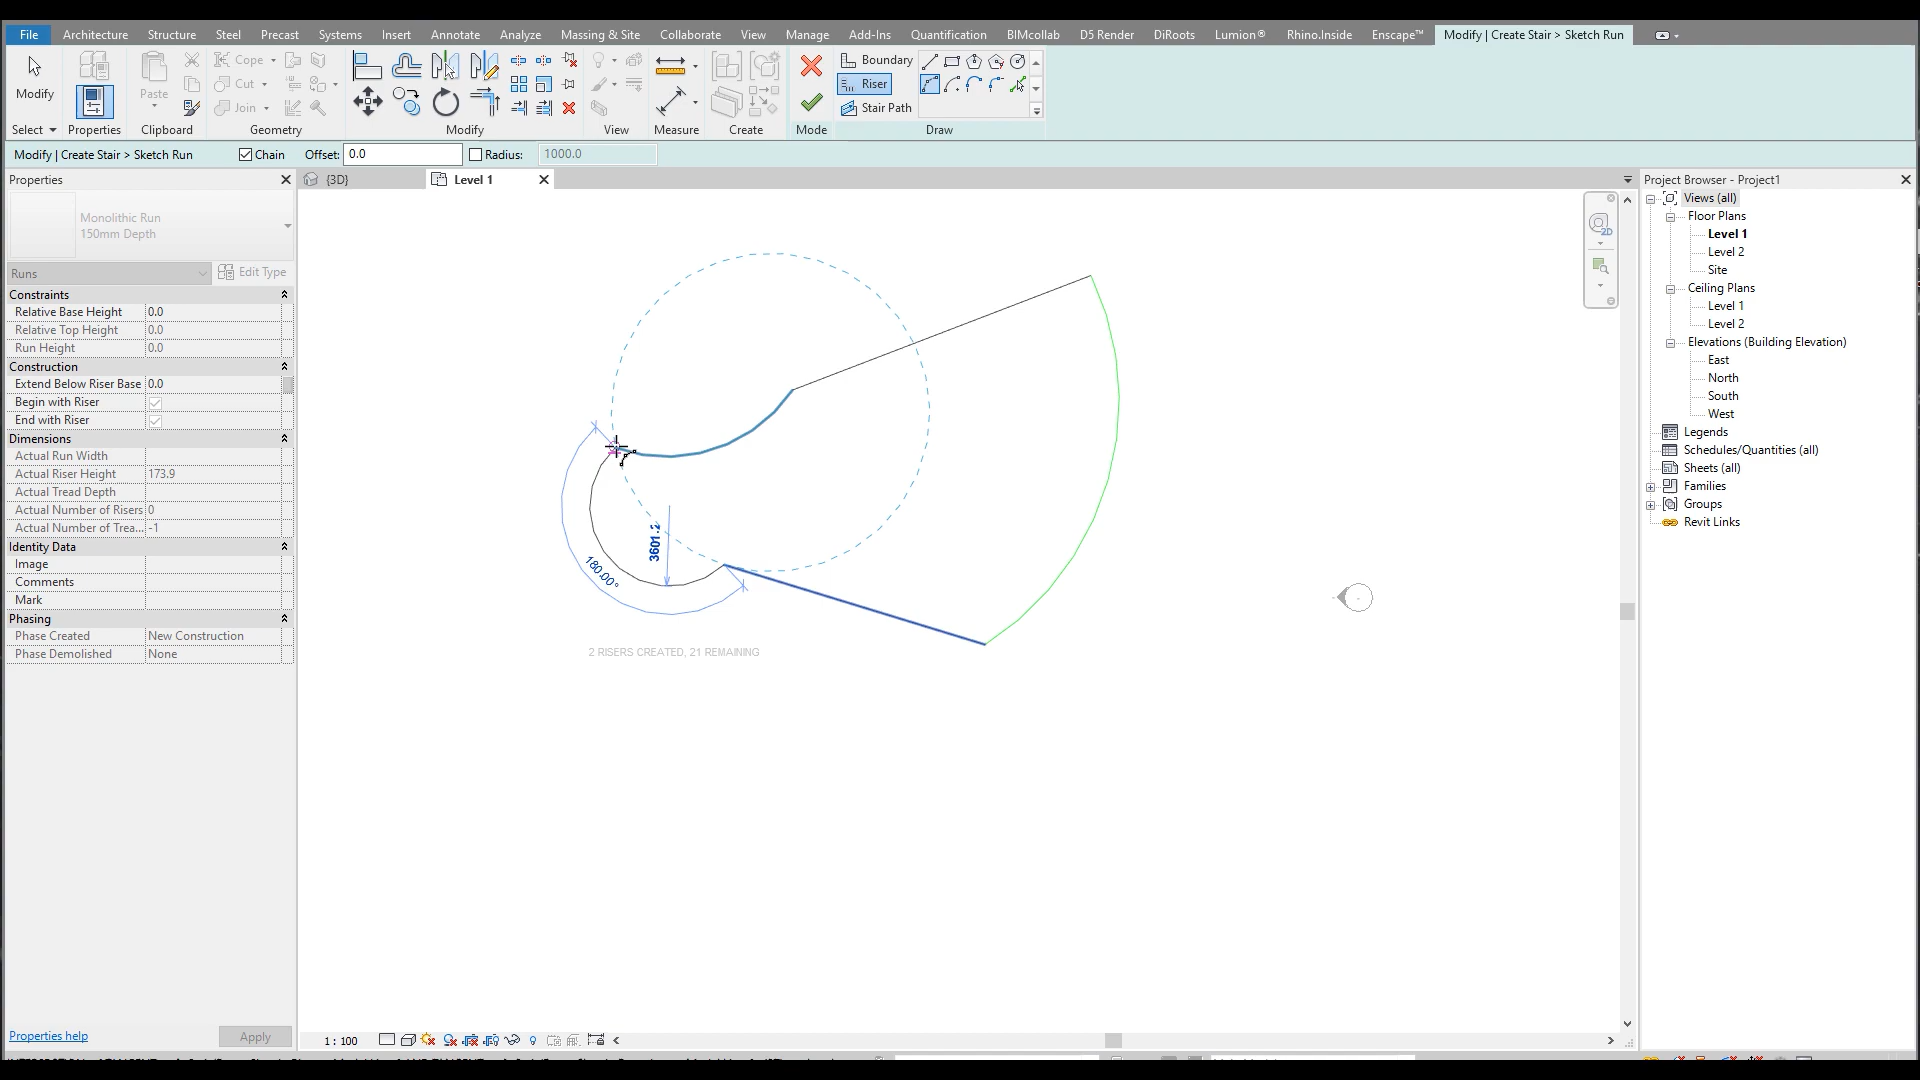 File Architecture Structure Steel Precast Systems Insert Annotate Analyze Massing & Site Collaborate View Manage Add-Ins Quantification BIMcollab D5 Render DiRoots Lumion® Rhino.Inside Enscape™ Modify | Create Stair > Sketch Run
Cope
Boundary
Modify
Paste
Cut
Riser
Join
Stair Path
Select Properties Clipboard Geometry Modify View Measure Create Mode Draw
Modify | Create Stair > Sketch Run Chain Offset: 0.0 Radius: 1000.0
Properties
{3D}
Level 1
Project Browser - Project1
Monolithic Run
150mm Depth
Runs
Edit Type
Constraints
Relative Base Height 0.0
Relative Top Height 0.0
Run Height 0.0
Construction
Extend Below Riser Base 0.0
Begin with Riser
End with Riser
Dimensions
Actual Run Width
Actual Riser Height 173.9
Actual Tread Depth
Actual Number of Risers 0
Actual Number of Trea... -1
Identity Data
Image
Comments
Mark
Phasing
Phase Created New Construction
Phase Demolished None
Properties help
Apply
2D
3601.2
180.00°
2 RISERS CREATED, 21 REMAINING
1 : 100
Views (all)
Floor Plans
Level 1
Level 2
Site
Ceiling Plans
Level 1
Level 2
Elevations (Building Elevation)
East
North
South
West
Legends
Schedules/Quantities (all)
Sheets (all)
Families
Groups
Revit Links